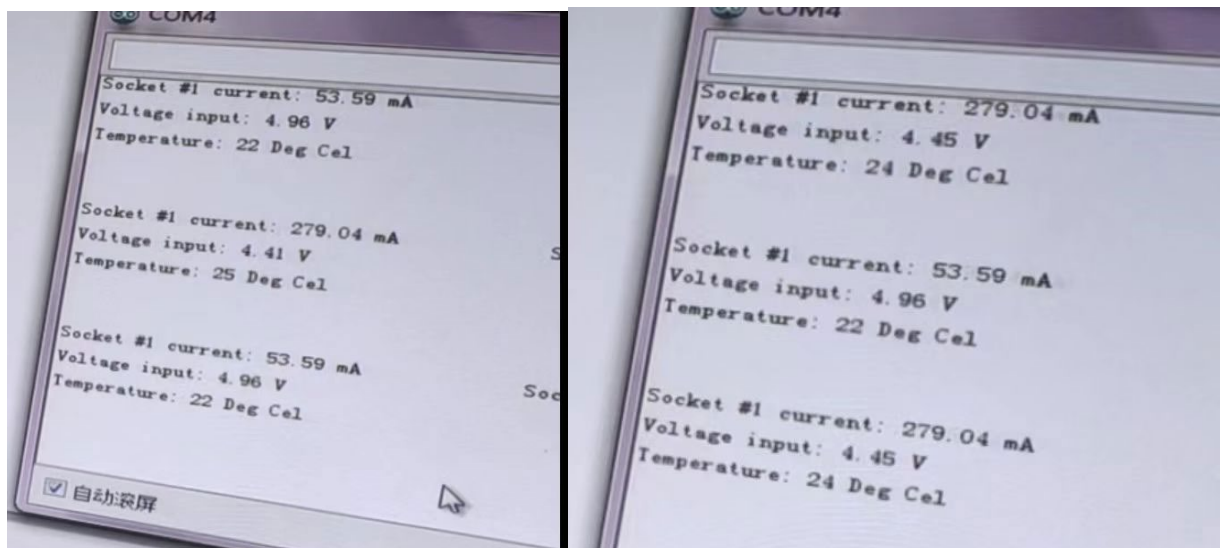 COM4
Socket #1 current: 53.59 mA
Voltage input: 4.96 V
Temperature: 22 Deg Cel
Socket #1 current: 279.04 mA
Voltage input: 4.41 V
Temperature: 25 Deg Cel
Socket #1 current: 53.59 mA
Voltage input: 4.96 V
Temperature: 22 Deg Cel
S
Soc
自动滚屏
COM4
Socket #1 current: 279.04 mA
Voltage input: 4.45 V
Temperature: 24 Deg Cel
Socket #1 current: 53.59 mA
Voltage input: 4.96 V
Temperature: 22 Deg Cel
Socket #1 current: 279.04 mA
Voltage input: 4.45 V
Temperature: 24 Deg Cel